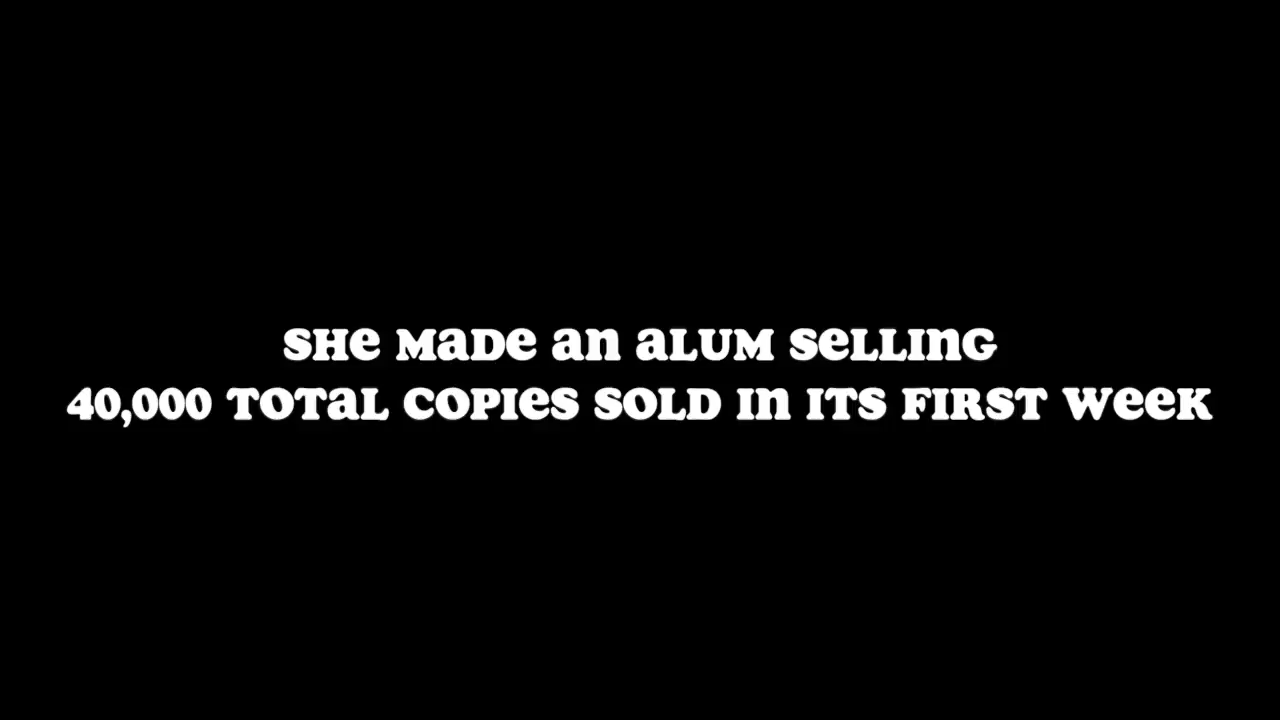 SHe MaDe an aLUM SeLLInG
40,000 TOTaL COPIes SOLD In ITS FIRST Week